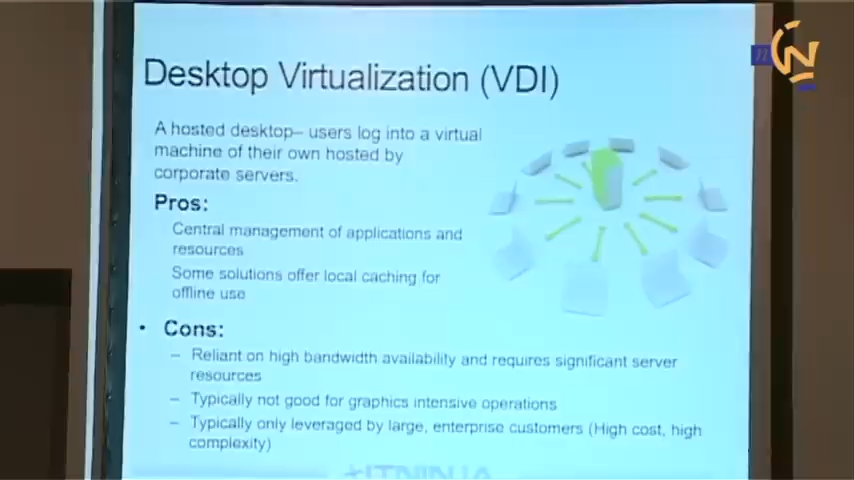 Desktop Virtualization (VDI)
A hosted desktop– users log into a virtual
machine of their own hosted by
corporate servers.
Pros:
Central management of applications and
resources
Some solutions offer local caching for
offline use
• Cons:
– Reliant on high bandwidth availability and requires significant server
resources
– Typically not good for graphics intensive operations
– Typically only leveraged by large, enterprise customers (High cost, high
complexity)
ITNINJA